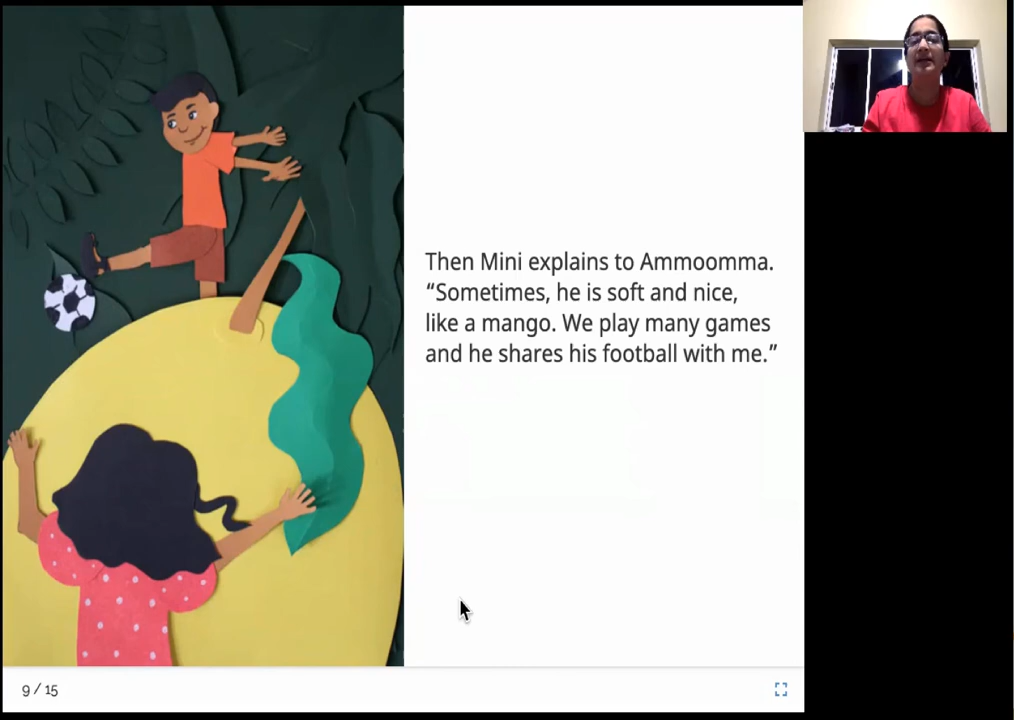 Then Mini explains to Ammoomma.
“Sometimes, he is soft and nice,
like a mango. We play many games
and he shares his football with me.”
9 / 15